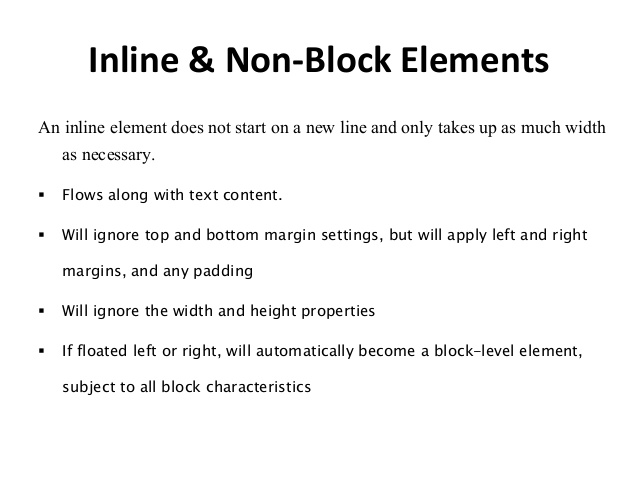 Inline & Non-Block Elements
An inline element does not start on a new line and only takes up as much width
as necessary.
▪ Flows along with text content.
▪ Will ignore top and bottom margin settings, but will apply left and right
margins, and any padding
▪ Will ignore the width and height properties
▪ If floated left or right, will automatically become a block-level element,
subject to all block characteristics